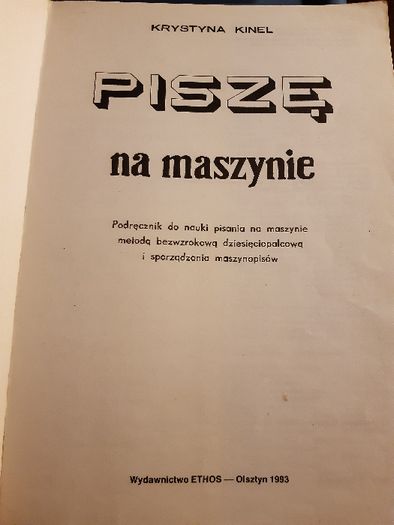 KRYSTYNA KINEL
PISZĘ
na maszynie
Podręcznik do nauki pisania na maszynie
metodą bezwzrokową dziesięciopalcową
i sporządzania maszynopisów
Wydawnictwo ETHOS — Olsztyn 1993